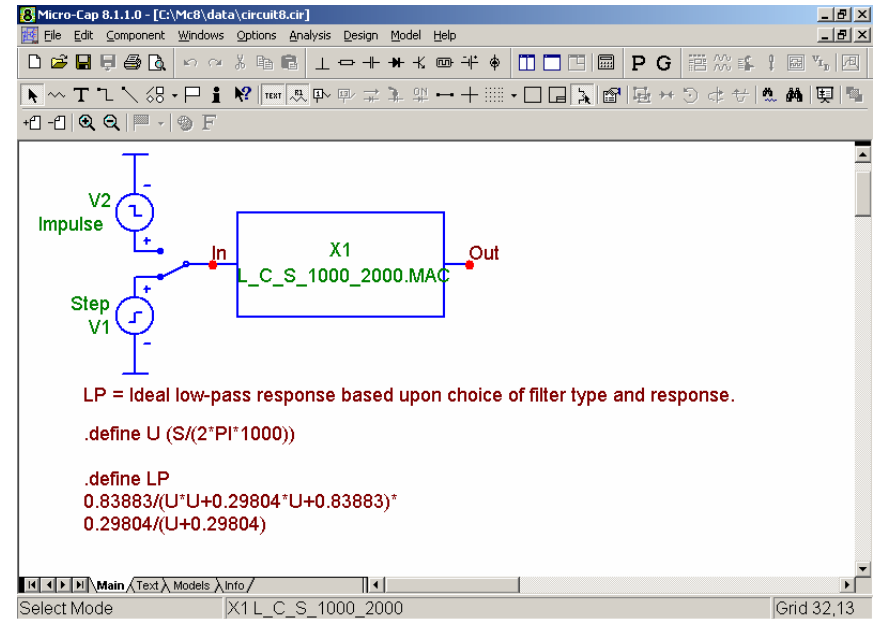 Micro-Cap 8.1.1.0 - [C:\Mc8\data\circuit8.cir]
File Edit Component Windows Options Analysis Design Model Help
P G
T TEXT
F
V2
Impulse
In
X1
Out
L_C_S_1000_2000.MAC
Step
V1
LP = Ideal low-pass response based upon choice of filter type and response.
.define U (S/(2*PI*1000))
.define LP
0.83883/(U*U+0.29804*U+0.83883)*
0.29804/(U+0.29804)
Main Text Models Info
Select Mode X1 L_C_S_1000_2000 Grid 32,13